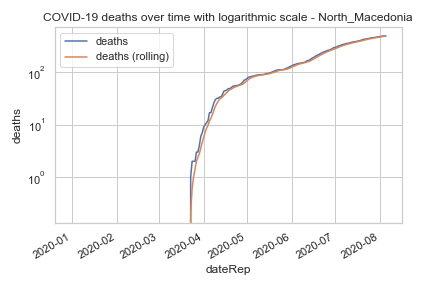 COVID-19 deaths over time with logarithmic scale - North_Macedonia
deaths
deaths (rolling)
10²
10¹
10⁰
deaths
2020-01
2020-02
2020-03
2020-04
2020-05
2020-06
2020-07
2020-08
dateRep